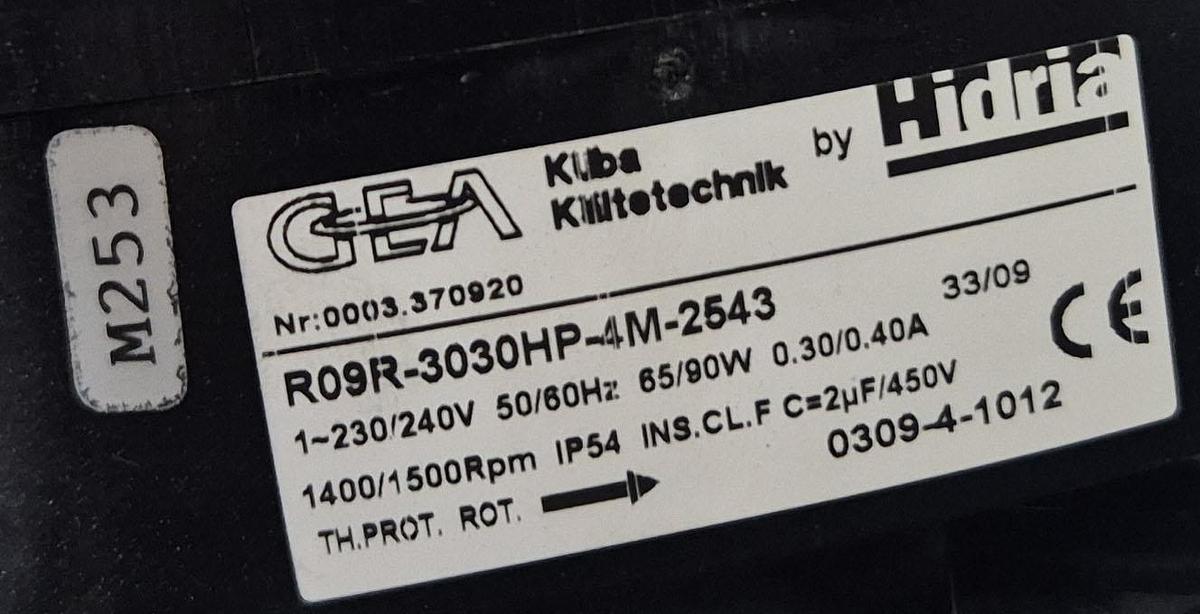 M253
GEA Küba Kältetechnik by Hidria
Nr:0003.370920
33/09
R09R-3030HP-4M-2543
1~230/240V 50/60Hz 65/90W 0.30/0.40A
1400/1500Rpm IP54 INS.CL.F C=2µF/450V
TH.PROT. ROT.
0309-4-1012
CE